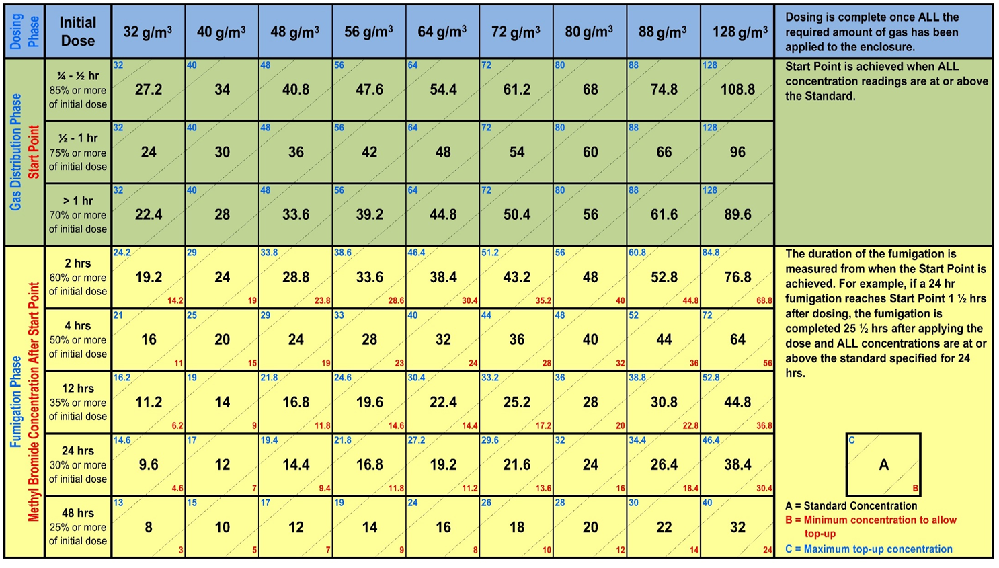 Dosing
Phase
Initial
Dose
32 g/m³
40 g/m³
48 g/m³
56 g/m³
64 g/m³
72 g/m³
80 g/m³
88 g/m³
128 g/m³
Dosing is complete once ALL the
required amount of gas has been
applied to the enclosure.
Gas Distribution Phase
Start Point
¼ - ½ hr
85% or more
of initial dose
32 40 48 56 64 72 80 88 128
27.2 34 40.8 47.6 54.4 61.2 68 74.8 108.8
Start Point is achieved when ALL
concentration readings are at or above
the Standard.
½ - 1 hr
75% or more
of initial dose
32 40 48 56 64 72 80 88 128
24 30 36 42 48 54 60 66 96
> 1 hr
70% or more
of initial dose
32 40 48 56 64 72 80 88 128
22.4 28 33.6 39.2 44.8 50.4 56 61.6 89.6
Fumigation Phase
Methyl Bromide Concentration After Start Point
2 hrs
60% or more
of initial dose
24.2 29 33.8 38.6 46.4 51.2 56 60.8 84.8
19.2 24 28.8 33.6 38.4 43.2 48 52.8 76.8
14.2 19 23.8 28.6 30.4 35.2 40 44.8 68.8
4 hrs
50% or more
of initial dose
21 25 29 33 40 44 48 52 72
16 20 24 28 32 36 40 44 64
11 15 19 23 24 28 32 36 56
12 hrs
35% or more
of initial dose
16.2 19 21.8 24.6 30.4 33.2 36 38.8 52.8
11.2 14 16.8 19.6 22.4 25.2 28 30.8 44.8
6.2 9 11.8 14.6 14.4 17.2 20 22.8 36.8
24 hrs
30% or more
of initial dose
14.6 17 19.4 21.8 27.2 29.6 32 34.4 46.4
9.6 12 14.4 16.8 19.2 21.6 24 26.4 38.4
4.6 7 9.4 11.8 11.2 13.6 16 18.4 30.4
48 hrs
25% or more
of initial dose
13 15 17 19 24 26 28 30 40
8 10 12 14 16 18 20 22 32
3 5 7 9 8 10 12 14 24
The duration of the fumigation is
measured from when the Start Point is
achieved. For example, if a 24 hr
fumigation reaches Start Point 1 ½ hrs
after dosing, the fumigation is
completed 25 ½ hrs after applying the
dose and ALL concentrations are at or
above the standard specified for 24
hrs.
C
A
B
A = Standard Concentration
B = Minimum concentration to allow
top-up
C = Maximum top-up concentration